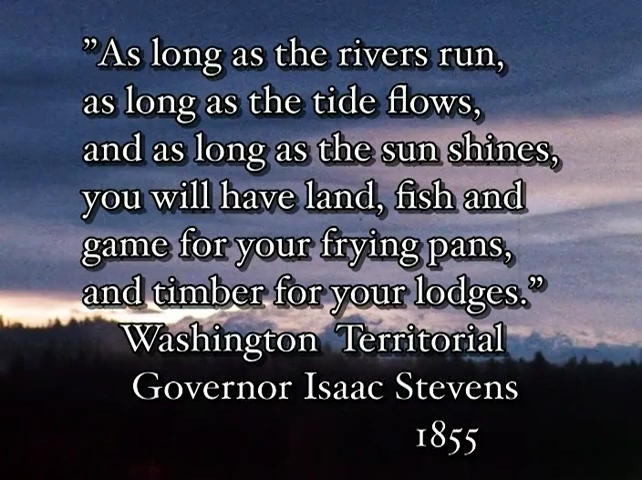 ”As long as the rivers run,
as long as the tide flows,
and as long as the sun shines,
you will have land, fish and
game for your frying pans,
and timber for your lodges.”
Washington Territorial
Governor Isaac Stevens
1855